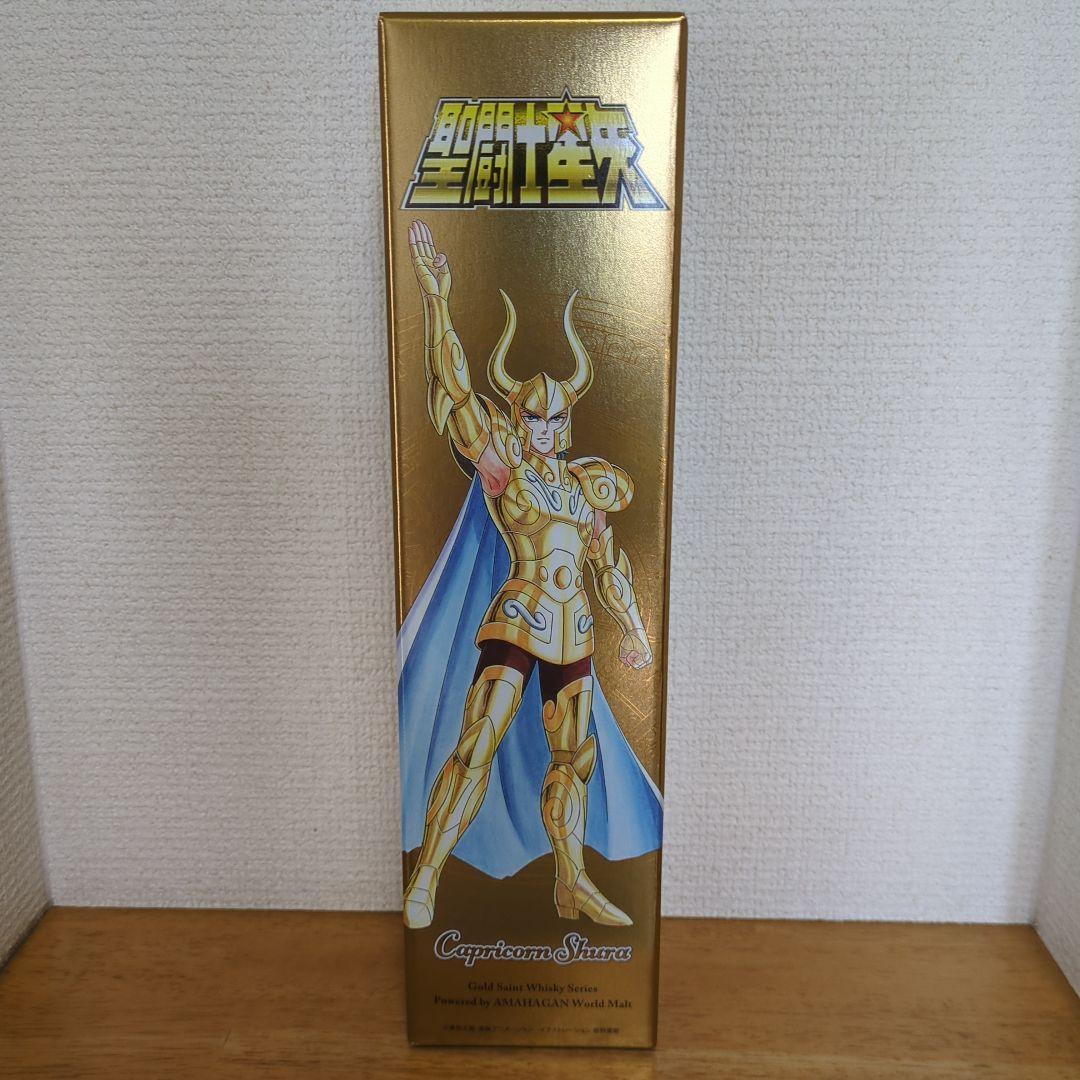 聖闘士星矢
Capricorn Shura
Gold Saint Whisky Series
Powered by AMAHAGAN World Malt